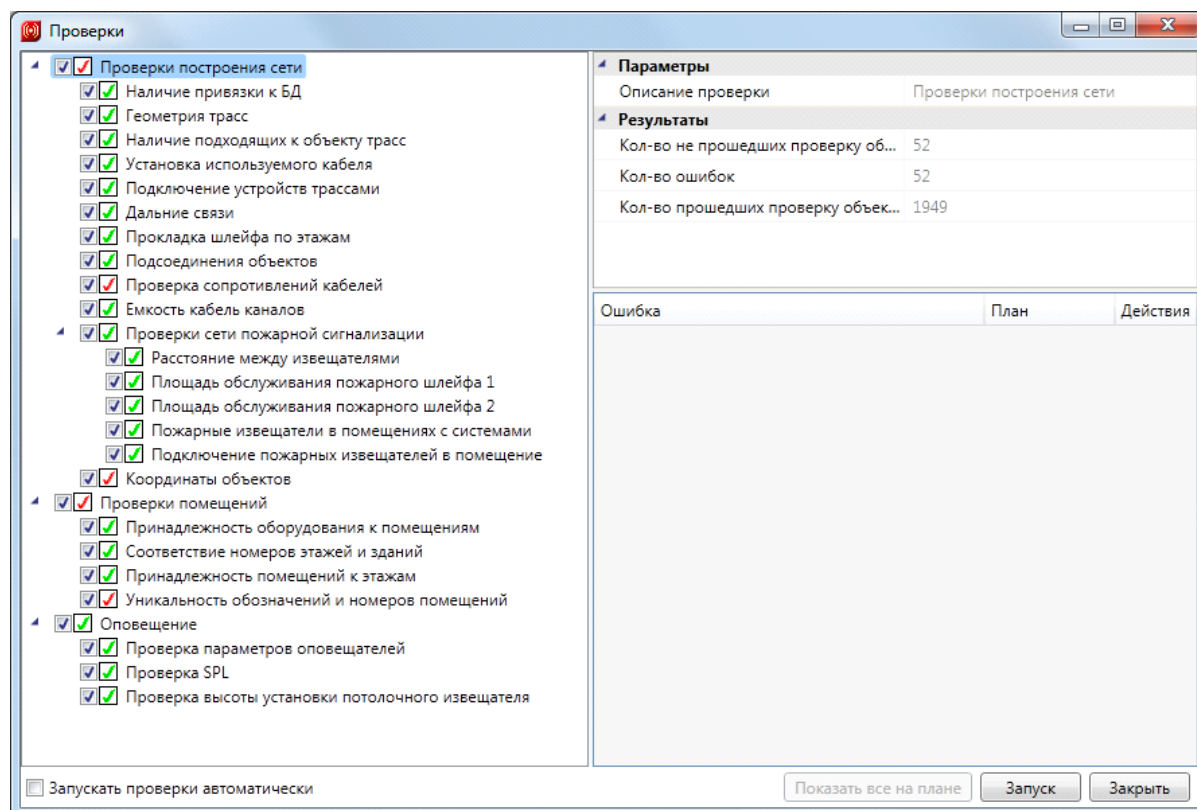 Проверки
Проверки построения сети
Наличие привязки к БД
Геометрия трасс
Наличие подходящих к объекту трасс
Установка используемого кабеля
Подключение устройств трассами
Дальние связи
Прокладка шлейфа по этажам
Подсоединения объектов
Проверка сопротивлений кабелей
Емкость кабель каналов
Проверки сети пожарной сигнализации
Расстояние между извещателями
Площадь обслуживания пожарного шлейфа 1
Площадь обслуживания пожарного шлейфа 2
Пожарные извещатели в помещениях с системами
Подключение пожарных извещателей в помещение
Координаты объектов
Проверки помещений
Принадлежность оборудования к помещениям
Соответствие номеров этажей и зданий
Принадлежность помещений к этажам
Уникальность обозначений и номеров помещений
Оповещение
Проверка параметров оповещателей
Проверка SPL
Проверка высоты установки потолочного извещателя
Параметры
Описание проверки Проверки построения сети
Результаты
Кол-во не прошедших проверку об... 52
Кол-во ошибок 52
Кол-во прошедших проверку объек... 1949
Ошибка План Действия
Запускать проверки автоматически
Показать все на плане Запуск Закрыть